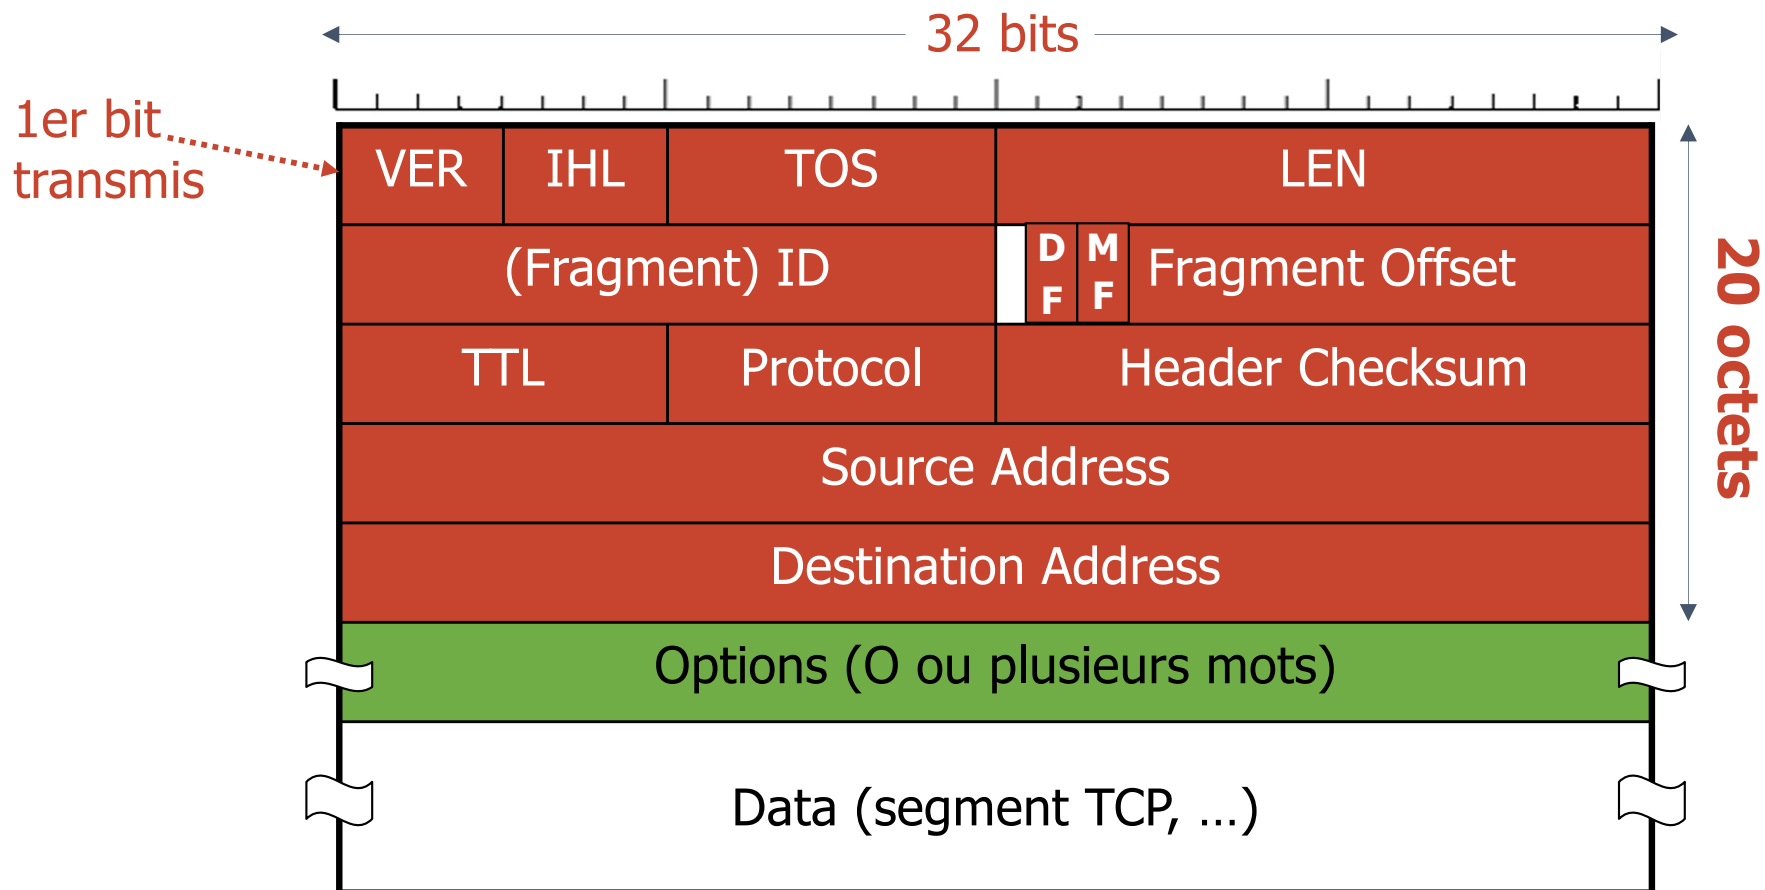 32 bits
1er bit
transmis
VER IHL TOS LEN
(Fragment) ID D F M F Fragment Offset
TTL Protocol Header Checksum
Source Address
Destination Address
20 octets
Options (O ou plusieurs mots)
Data (segment TCP, ...)